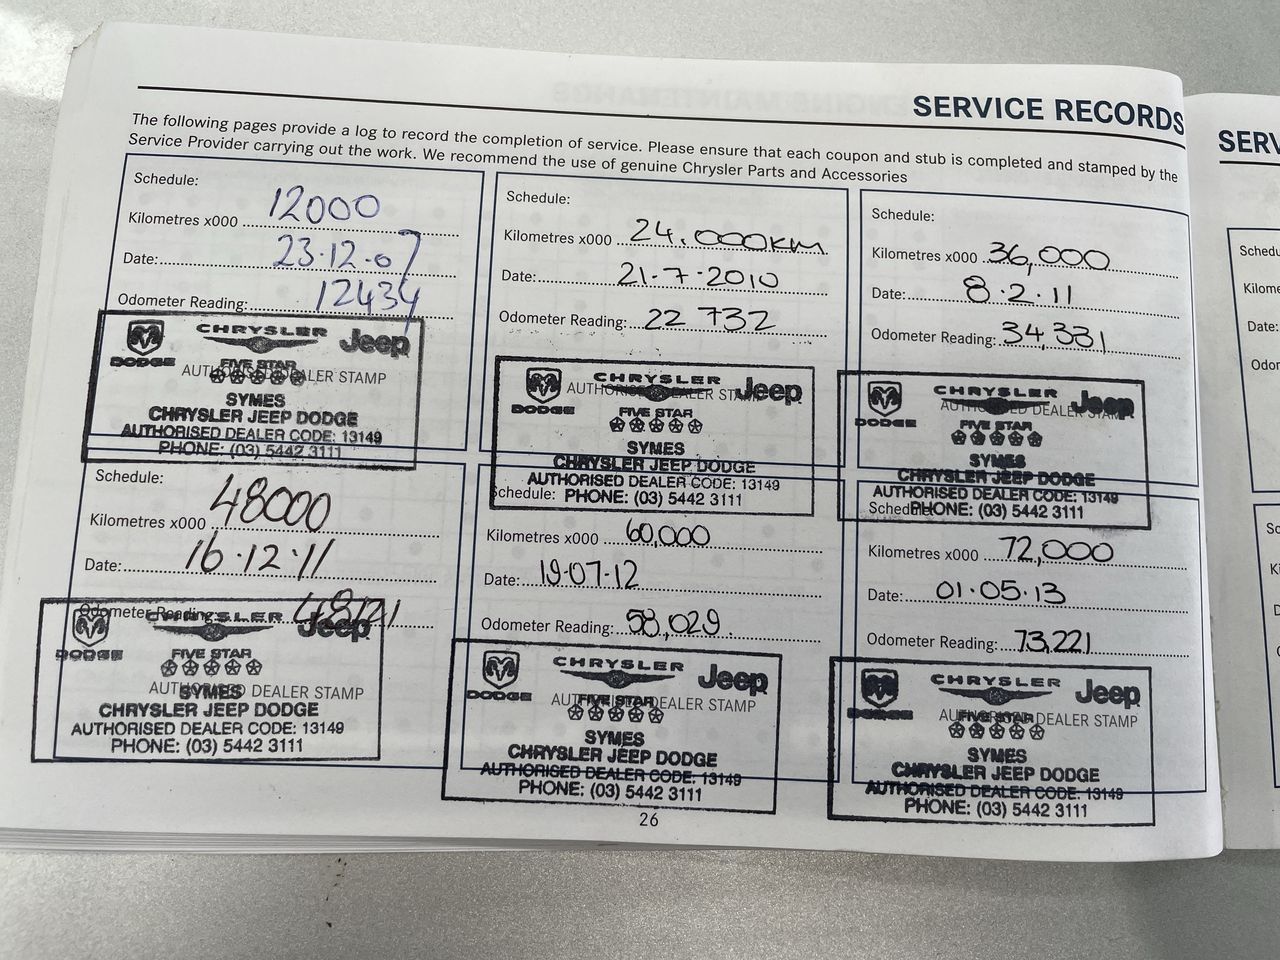 SERVICE RECORDS
The following pages provide a log to record the completion of service. Please ensure that each coupon and stub is completed and stamped by the
Service Provider carrying out the work. We recommend the use of genuine Chrysler Parts and Accessories
Schedule:
Kilometres x000 12000
Date: 23.12.07
Odometer Reading: 12434
CHRYSLER Jeep
DODGE FIVE STAR
AUTHORISED DEALER STAMP
SYMES
CHRYSLER JEEP DODGE
AUTHORISED DEALER CODE: 13149
PHONE: (03) 5442 3111
Schedule:
Kilometres x000 24.000KM
Date: 21.7.2010
Odometer Reading: 22 732
CHRYSLER Jeep
AUTHORISED DEALER STAMP
DODGE FIVE STAR
SYMES
CHRYSLER JEEP DODGE
AUTHORISED DEALER CODE: 13149
PHONE: (03) 5442 3111
Schedule:
Kilometres x000 36,000
Date: 8.2.11
Odometer Reading: 34,331
CHRYSLER Jeep
AUTHORISED DEALER STAMP
DODGE FIVE STAR
SYMES
CHRYSLER JEEP DODGE
AUTHORISED DEALER CODE: 13149
PHONE: (03) 5442 3111
Schedule:
Kilometres x000 48000
Date: 16.12.11
Odometer Reading: 48121
CHRYSLER Jeep
DODGE FIVE STAR
AUTHORISED DEALER STAMP
SYMES
CHRYSLER JEEP DODGE
AUTHORISED DEALER CODE: 13149
PHONE: (03) 5442 3111
Schedule:
Kilometres x000 60,000
Date: 19.07.12
Odometer Reading: 58,029.
CHRYSLER Jeep
DODGE FIVE STAR
AUTHORISED DEALER STAMP
SYMES
CHRYSLER JEEP DODGE
AUTHORISED DEALER CODE: 13149
PHONE: (03) 5442 3111
Schedule:
Kilometres x000 72,000
Date: 01.05.13
Odometer Reading: 73,221
CHRYSLER Jeep
DODGE FIVE STAR
AUTHORISED DEALER STAMP
SYMES
CHRYSLER JEEP DODGE
AUTHORISED DEALER CODE: 13149
PHONE: (03) 5442 3111
26
SERV
Date: